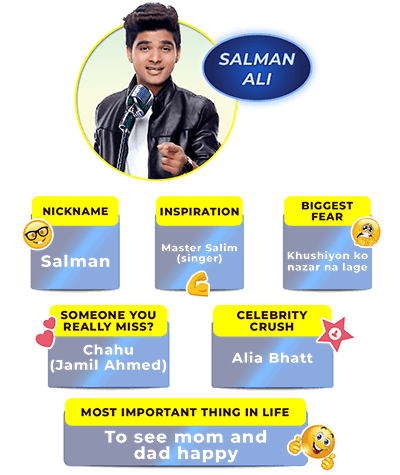 SALMAN
ALI
NICKNAME
Salman
INSPIRATION
Master Salim
(singer)
BIGGEST
FEAR
Khushiyon ko
nazar na lage
SOMEONE YOU
REALLY MISS?
Chahu
(Jamil Ahmed)
CELEBRITY
CRUSH
Alia Bhatt
MOST IMPORTANT THING IN LIFE
To see mom and
dad happy